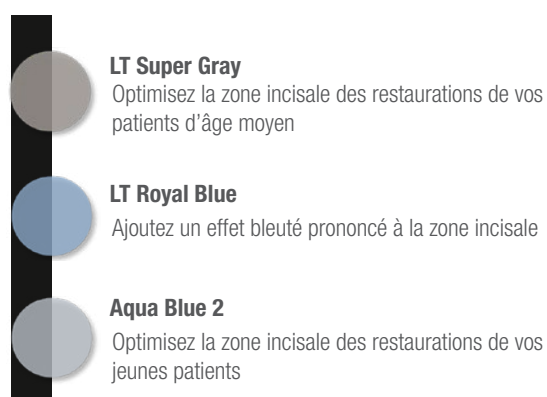 LT Super Gray
Optimisez la zone incisale des restaurations de vos
patients d’âge moyen
LT Royal Blue
Ajoutez un effet bleuté prononcé à la zone incisale
Aqua Blue 2
Optimisez la zone incisale des restaurations de vos
jeunes patients